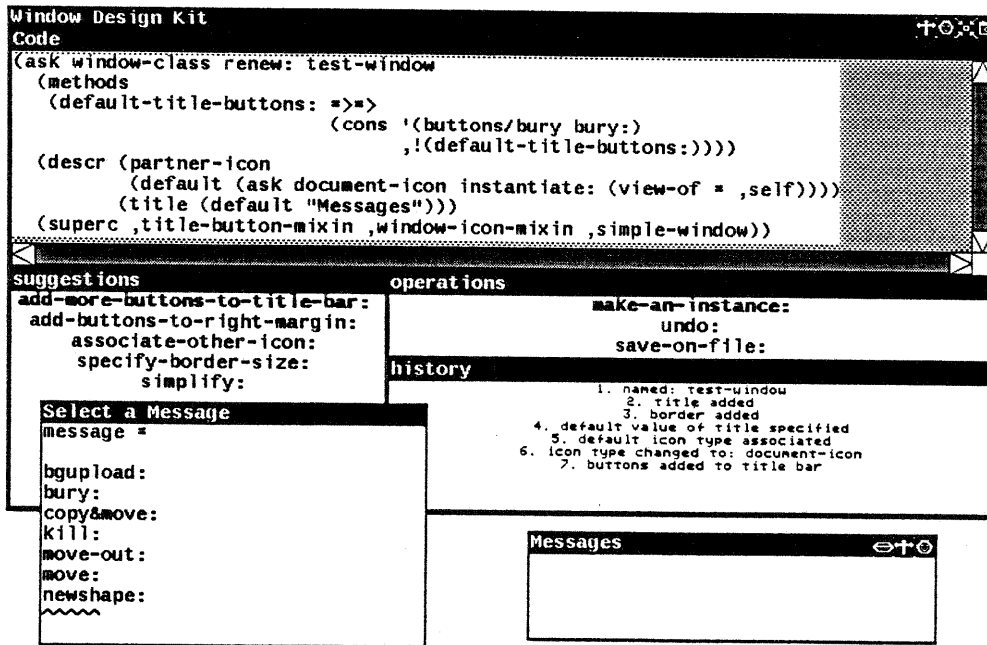 Window Design Kit
Code
(ask window-class renew: test-window
(methods
(default-title-buttons: =>=>
(cons '(buttons/bury bury:)
,!(default-title-buttons:))))
(descr (partner-icon
(default (ask document-icon instantiate: (view-of = ,self))))
(title (default "Messages")))
(superc ,title-button-mixin ,window-icon-mixin ,simple-window))
suggestions
add-more-buttons-to-title-bar:
add-buttons-to-right-margin:
associate-other-icon:
specify-border-size:
simplify:
operations
make-an-instance:
undo:
save-on-file:
history
1. named: test-window
2. title added
3. border added
4. default value of title specified
5. default icon type associated
6. icon type changed to: document-icon
7. buttons added to title bar
Select a Message
message =
bgupload:
bury:
copy&move:
kill:
move-out:
move:
newshape:
Messages